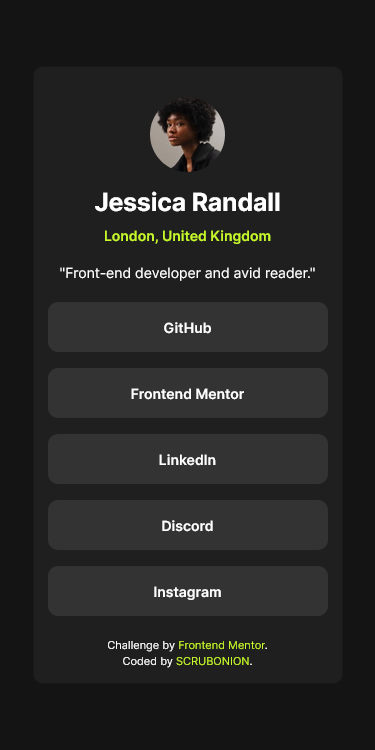 Jessica Randall
London, United Kingdom
"Front-end developer and avid reader."
GitHub
Frontend Mentor
LinkedIn
Discord
Instagram
Challenge by Frontend Mentor.
Coded by SCRUBONION.